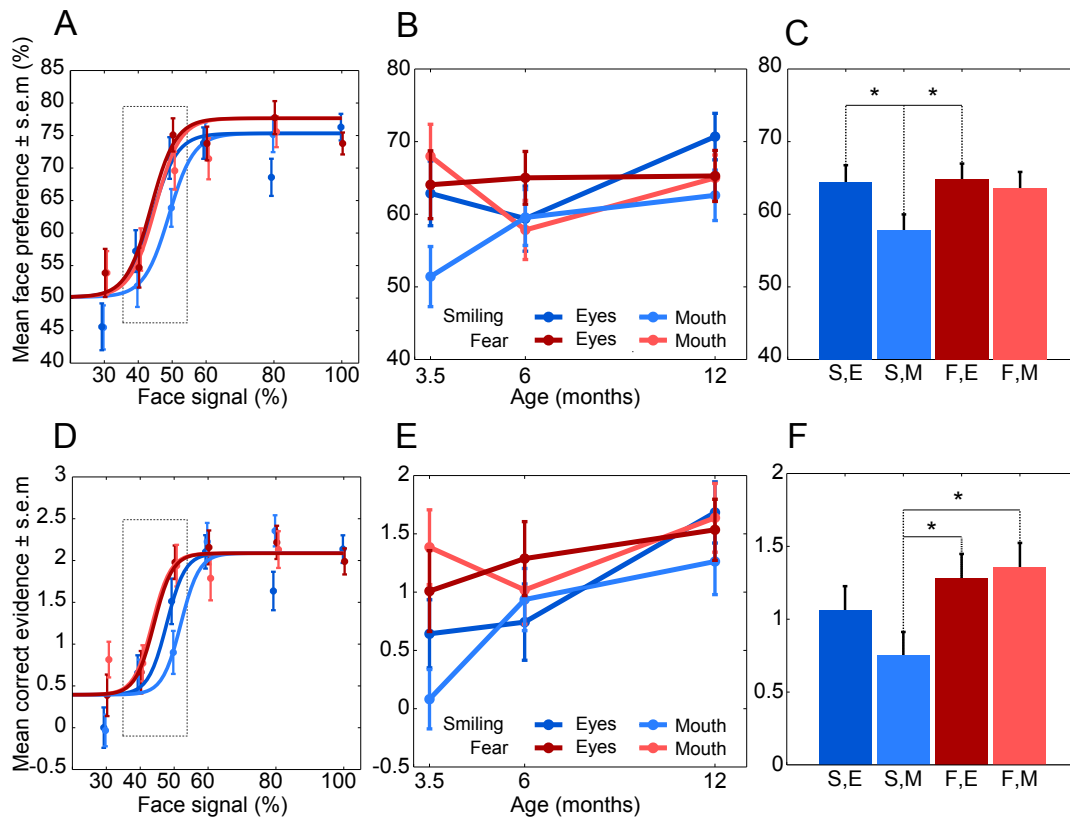 A
B
C
Mean face preference ± s.e.m (%)
85
80
75
70
65
60
55
50
45
40
30 40 50 60 80 100
Face signal (%)
80
70
60
50
40
Smiling Eyes Mouth
Fear Eyes Mouth
3.5 6 12
Age (months)
80
70
60
50
40
* *
S,E S,M F,E F,M
D
E
F
Mean correct evidence ± s.e.m
3
2.5
2
1.5
1
0.5
0
-0.5
30 40 50 60 80 100
Face signal (%)
2
1.5
1
0.5
0
-0.5
Smiling Eyes Mouth
Fear Eyes Mouth
3.5 6 12
Age (months)
2
1.5
1
0.5
0
*
*
S,E S,M F,E F,M